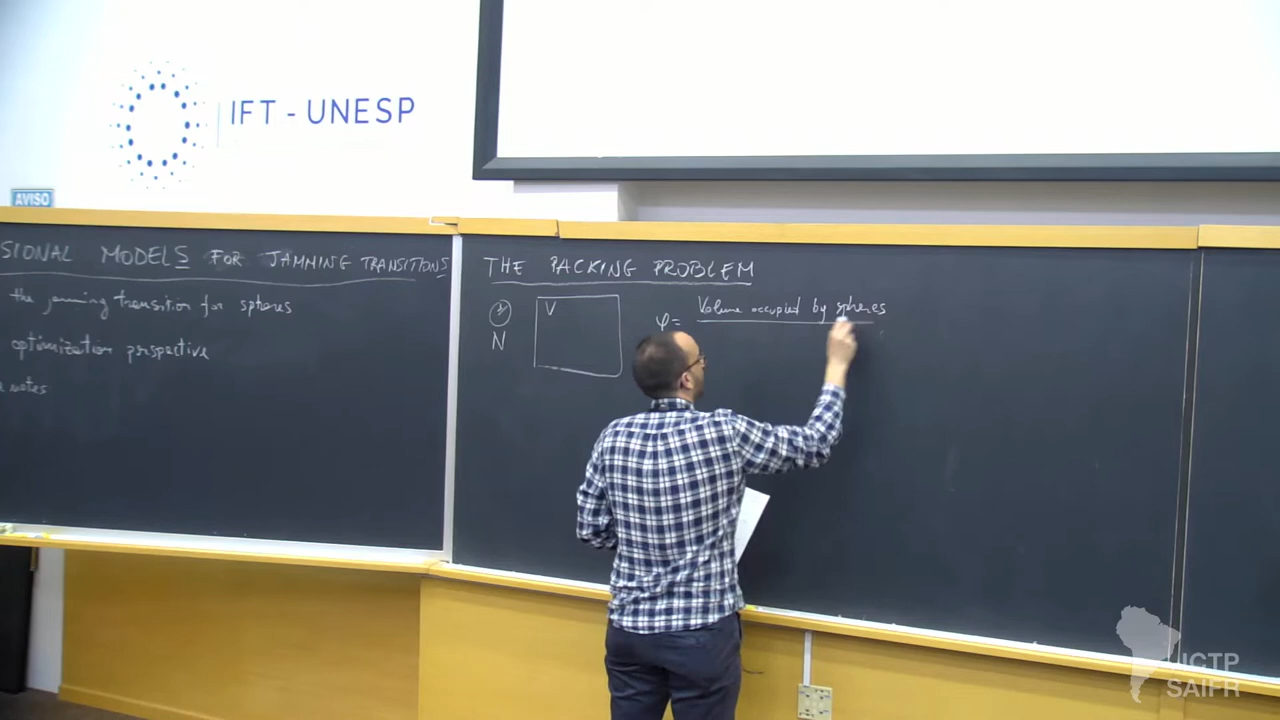 IFT - UNESP
AVISO
SIONAL MODELS FOR JAMMING TRANSITIONS
the jamming transition for spheres
optimization perspective
notes
THE PACKING PROBLEM
V
N
φ = Volume occupied by spheres
ICTP
SAIFR